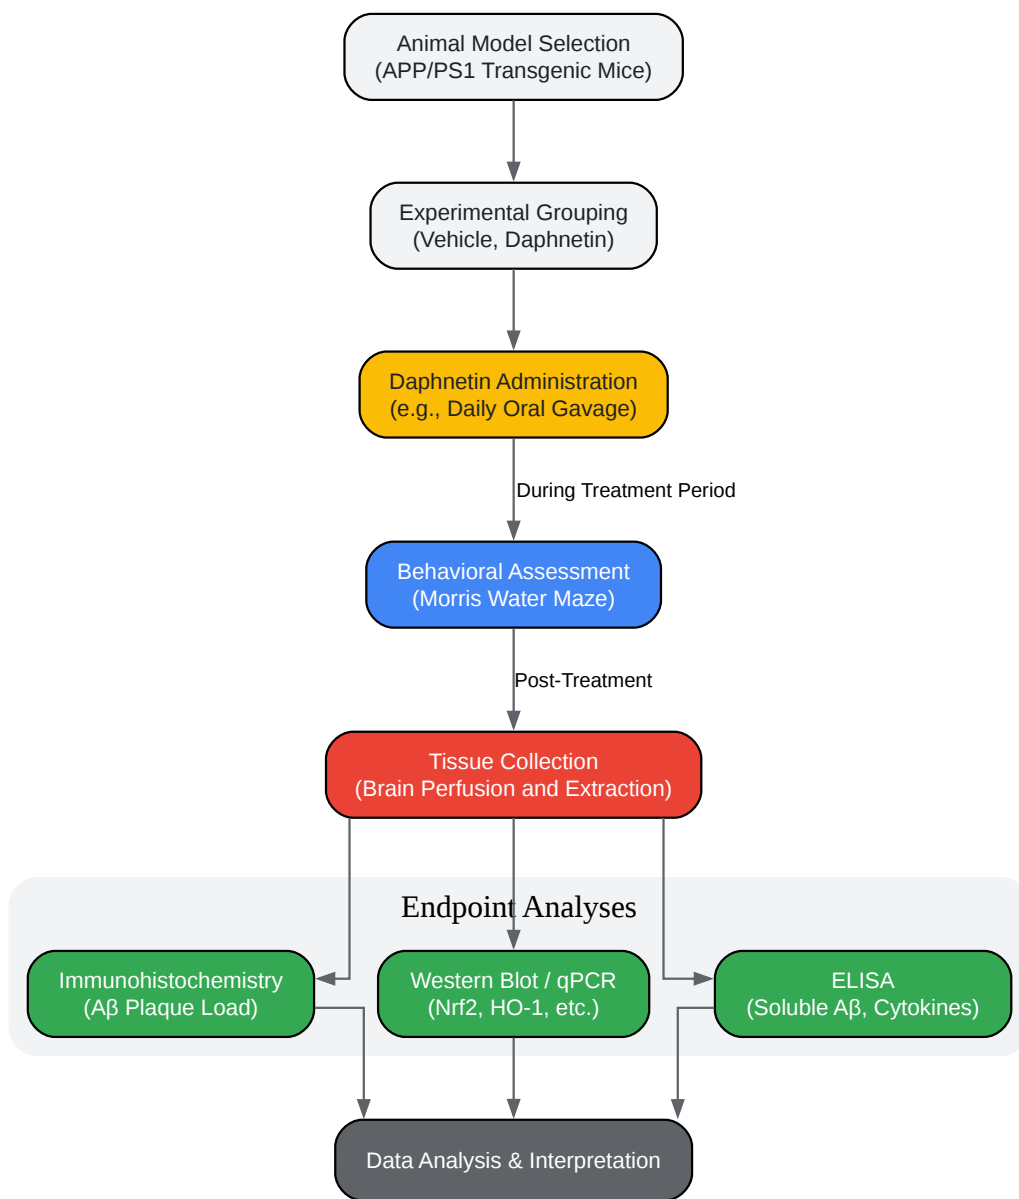 Animal Model Selection
(APP/PS1 Transgenic Mice)
Experimental Grouping
(Vehicle, Daphnetin)
Daphnetin Administration
(e.g., Daily Oral Gavage)
During Treatment Period
Behavioral Assessment
(Morris Water Maze)
Post-Treatment
Tissue Collection
(Brain Perfusion and Extraction)
Endpoint Analyses
Immunohistochemistry
(Aβ Plaque Load)
Western Blot / qPCR
(Nrf2, HO-1, etc.)
ELISA
(Soluble Aβ, Cytokines)
Data Analysis & Interpretation